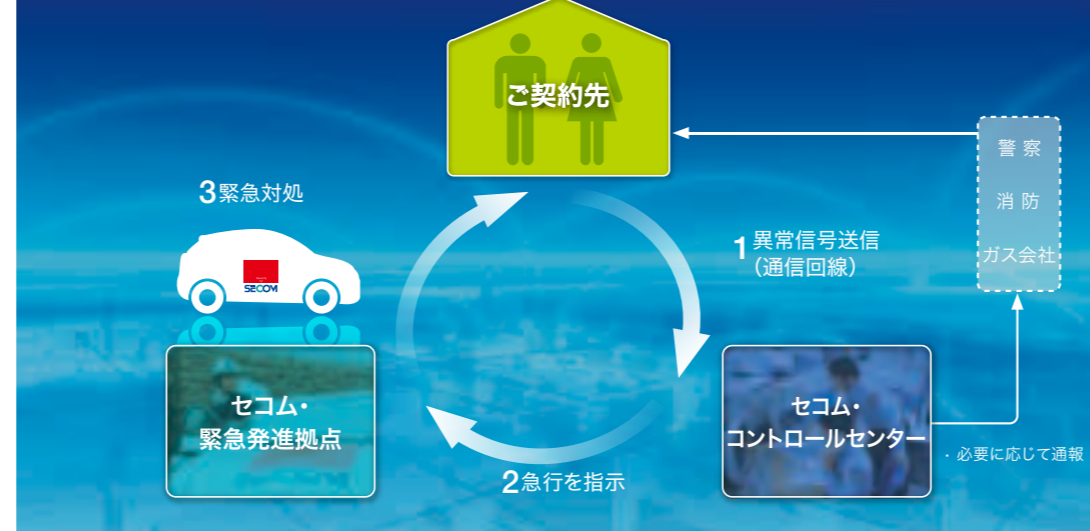 ご契約先
警察
消防
ガス会社
3緊急対処
1異常信号送信
（通信回線）
SECOM
セコム・
緊急発進拠点
セコム・
コントロールセンター
・必要に応じて通報
2急行を指示